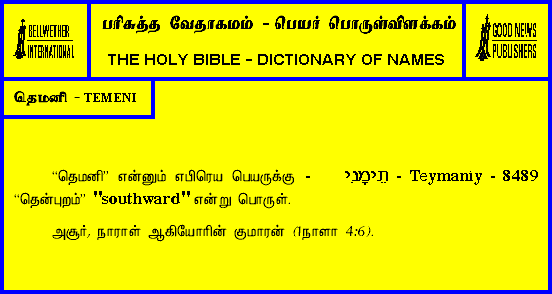 BELLWETHER
INTERNATIONAL
பரிசுத்த வேதாகமம் - பெயர் பொருள்விளக்கம்
THE HOLY BIBLE - DICTIONARY OF NAMES
GOOD NEWS
PUBLISHERS
தெமனி - TEMENI
“தெமனி” என்னும் எபிரெய பெயருக்கு - תֵּימָנִי - Teymaniy - 8489
“தென்புறம்” "southward" என்று பொருள்.
அசூர், நாராள் ஆகியோரின் குமாரன் (1நாளா 4:6).